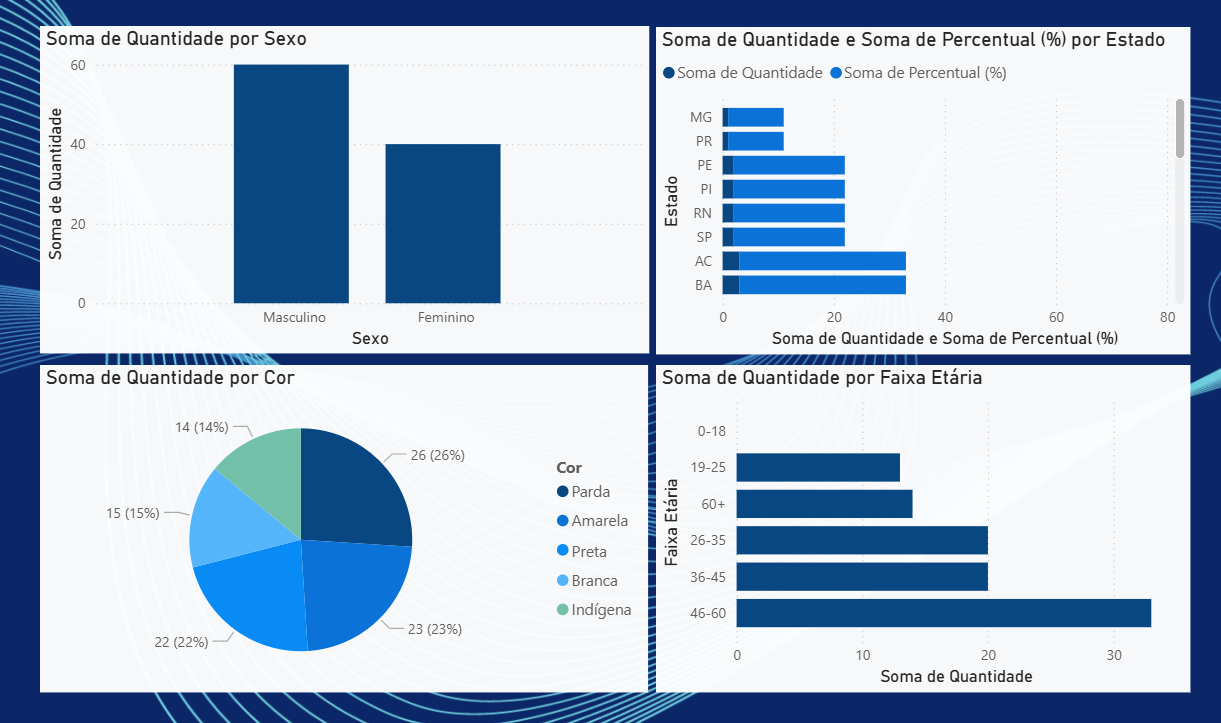 Soma de Quantidade por Sexo
Soma de Quantidade
60
40
20
0
Masculino
Feminino
Sexo
Soma de Quantidade e Soma de Percentual (%) por Estado
Soma de Quantidade
Soma de Percentual (%)
Estado
MG
PR
PE
PI
RN
SP
AC
BA
0
20
40
60
80
Soma de Quantidade e Soma de Percentual (%)
Soma de Quantidade por Cor
14 (14%)
26 (26%)
15 (15%)
22 (22%)
23 (23%)
Cor
Parda
Amarela
Preta
Branca
Indígena
Soma de Quantidade por Faixa Etária
Faixa Etária
0-18
19-25
60+
26-35
36-45
46-60
0
10
20
30
Soma de Quantidade